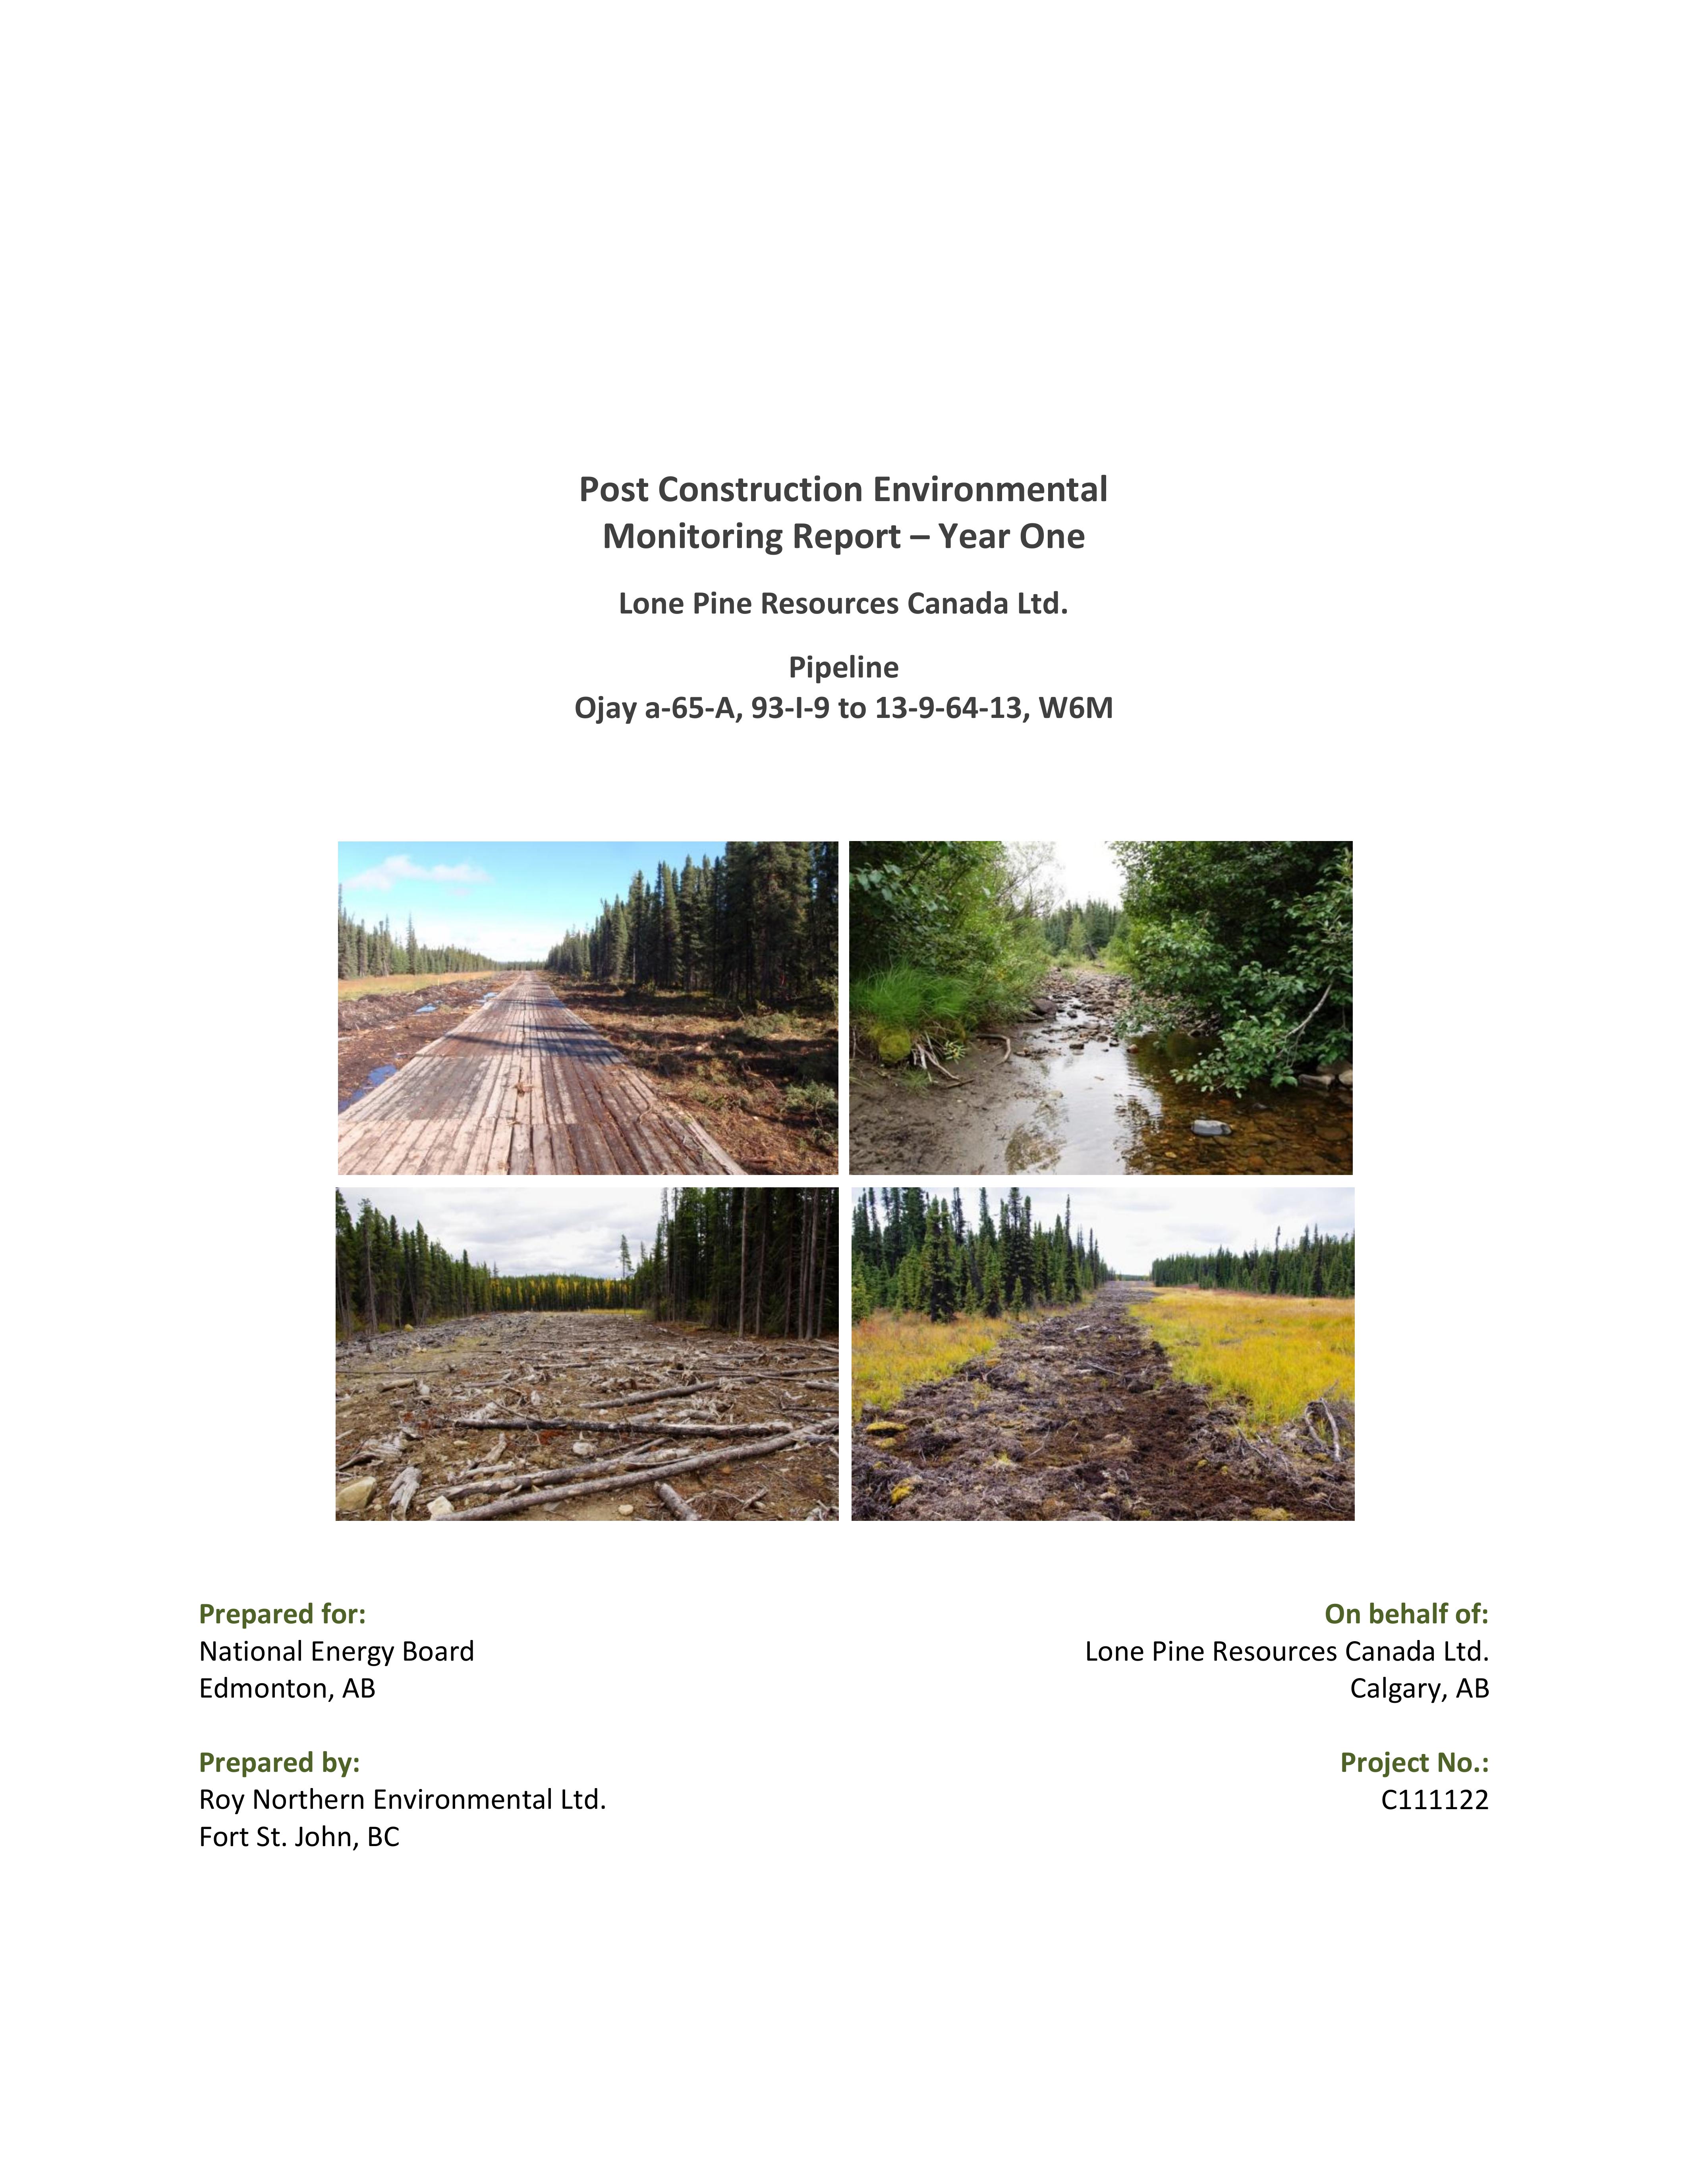 Post Construction Environmental
Monitoring Report – Year One
Lone Pine Resources Canada Ltd.
Pipeline
Ojay a-65-A, 93-I-9 to 13-9-64-13, W6M
Prepared for:
National Energy Board
Edmonton, AB
On behalf of:
Lone Pine Resources Canada Ltd.
Calgary, AB
Prepared by:
Roy Northern Environmental Ltd.
Fort St. John, BC
Project No.:
C111122